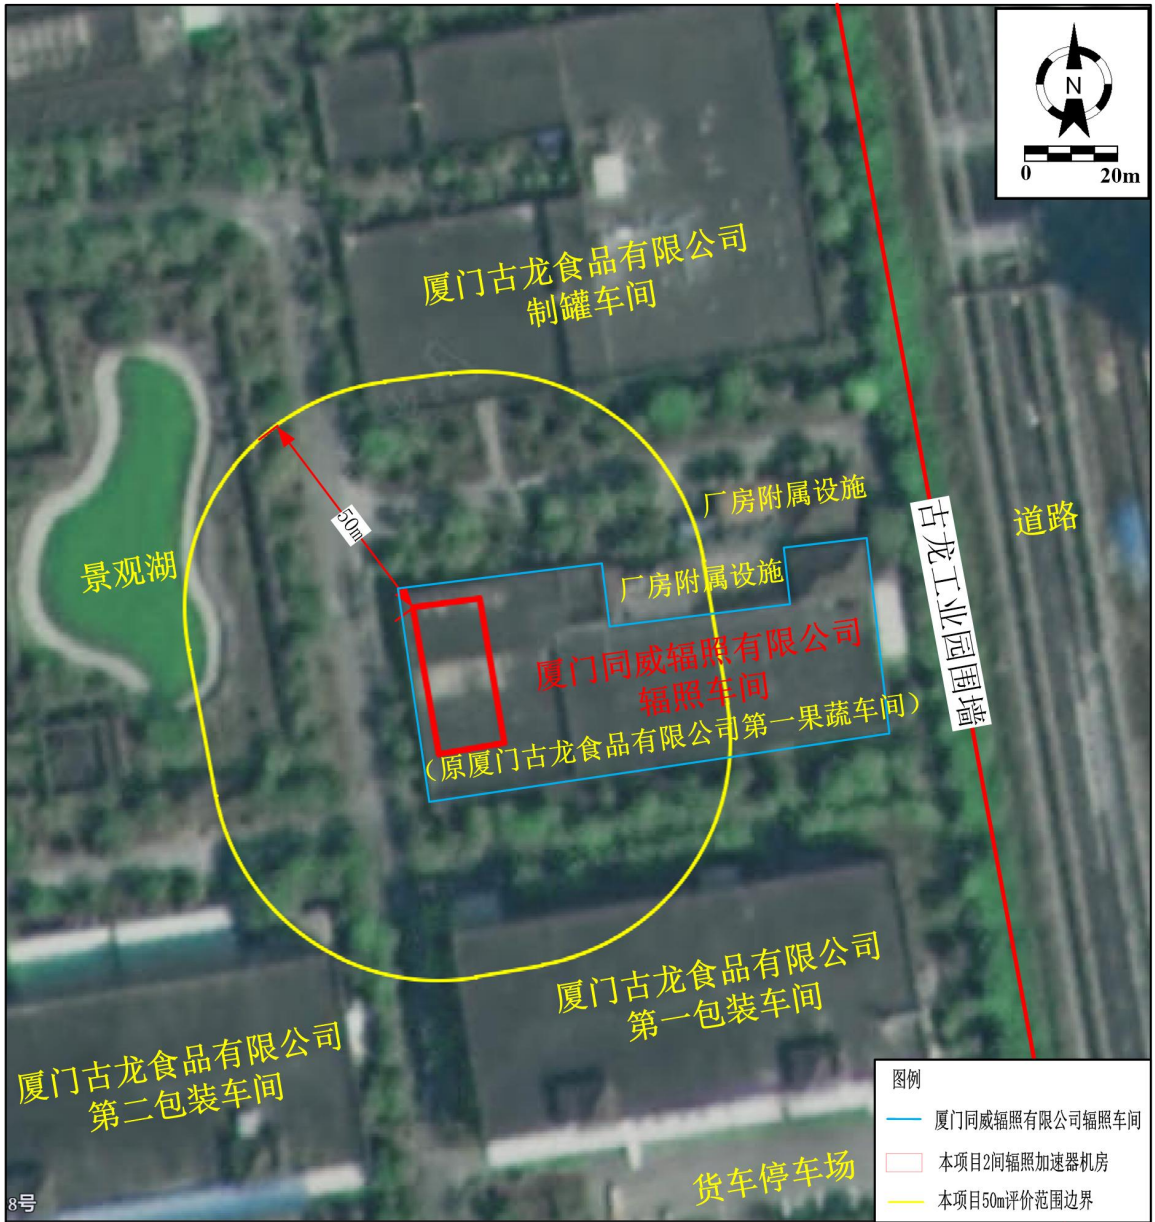 N
0 20m
厦门古龙食品有限公司
制罐车间
厂房附属设施
50m
古龙工业园围墙
道路
景观湖
厂房附属设施
厦门同威辐照有限公司
辐照车间
（原厦门古龙食品有限公司第一果蔬车间）
厦门古龙食品有限公司
第一包装车间
厦门古龙食品有限公司
第二包装车间
货车停车场
8号
图例
厦门同威辐照有限公司辐照车间
本项目2间辐照加速器机房
本项目50m评价范围边界